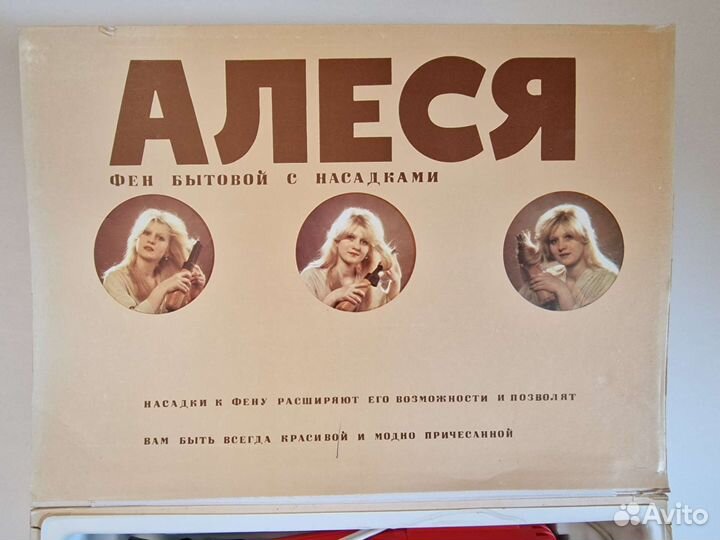 АЛЕСЯ
ФЕН БЫТОВОЙ С НАСАДКАМИ
НАСАДКИ К ФЕНУ РАСШИРЯЮТ ЕГО ВОЗМОЖНОСТИ И ПОЗВОЛЯТ
ВАМ БЫТЬ ВСЕГДА КРАСИВОЙ И МОДНО ПРИЧЕСАННОЙ
Avito